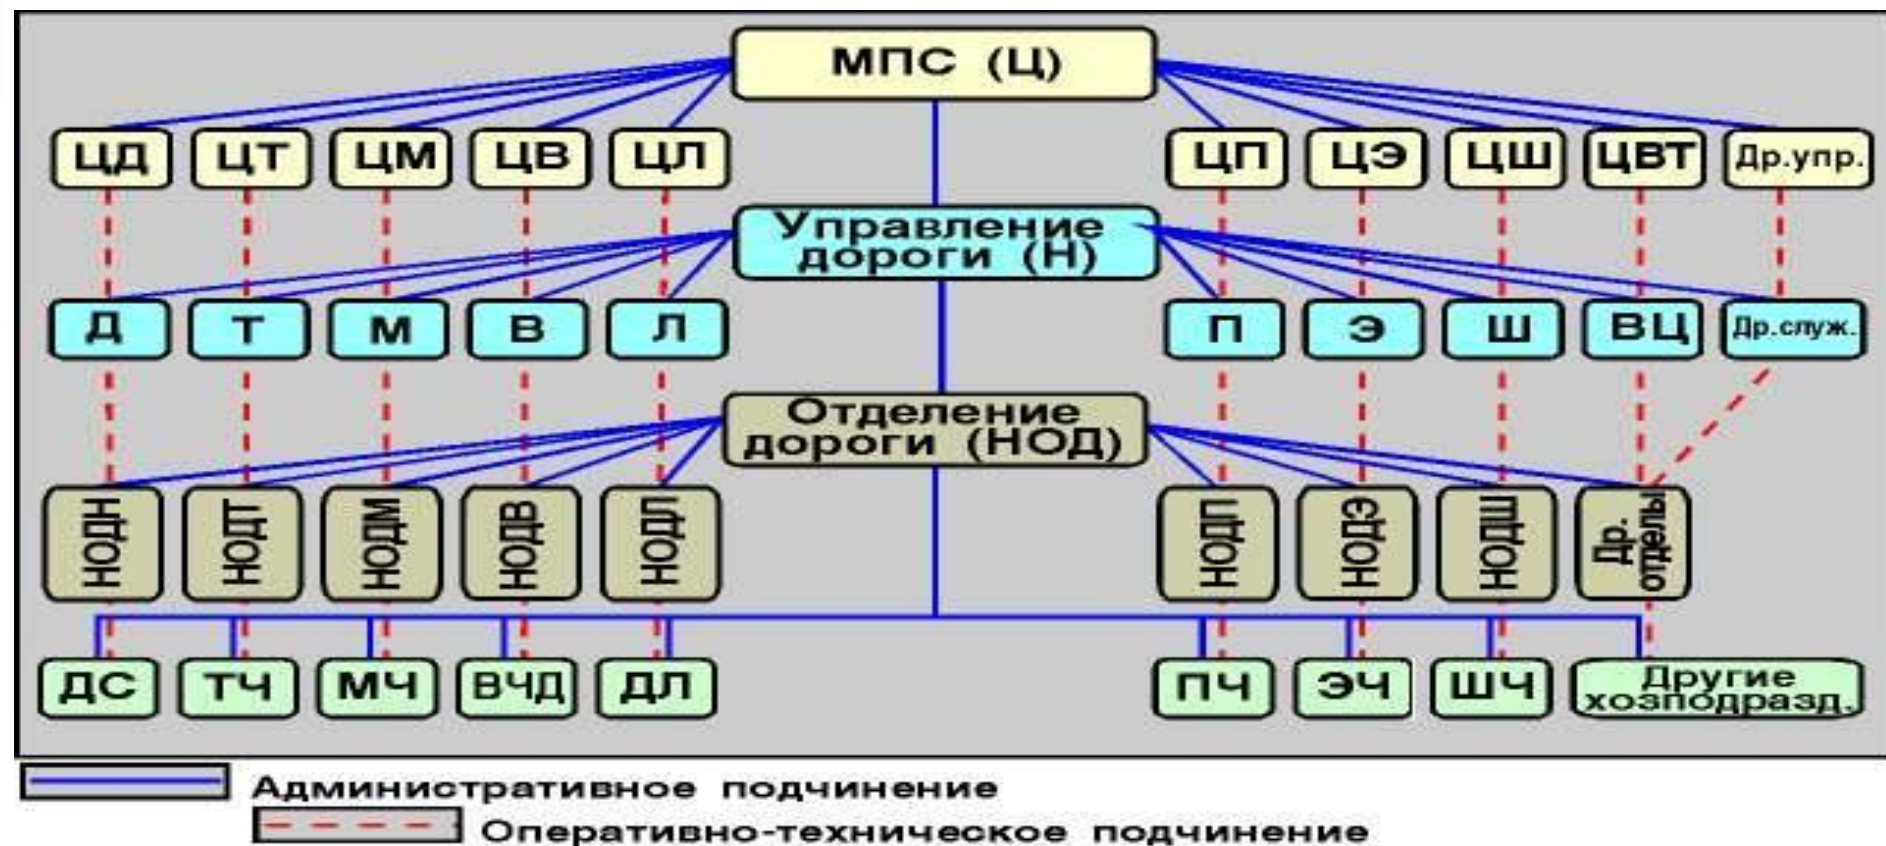 МПС (Ц)
ЦД ЦТ ЦМ ЦВ ЦЛ ЦП ЦЭ ЦШ ЦВТ Др.упр.
Управление
дороги (Н)
Д Т М В Л П Э Ш ВЦ Др.служ.
Отделение
дороги (НОД)
НОДН НОДТ НОДМ НОДВ НОДЛ НОДП НОДЭ НОДШ Др.
отделы
ДС ТЧ МЧ ВЧД ДЛ ПЧ ЭЧ ШЧ Другие
хозподразд.
Административное подчинение
Оперативно-техническое подчинение